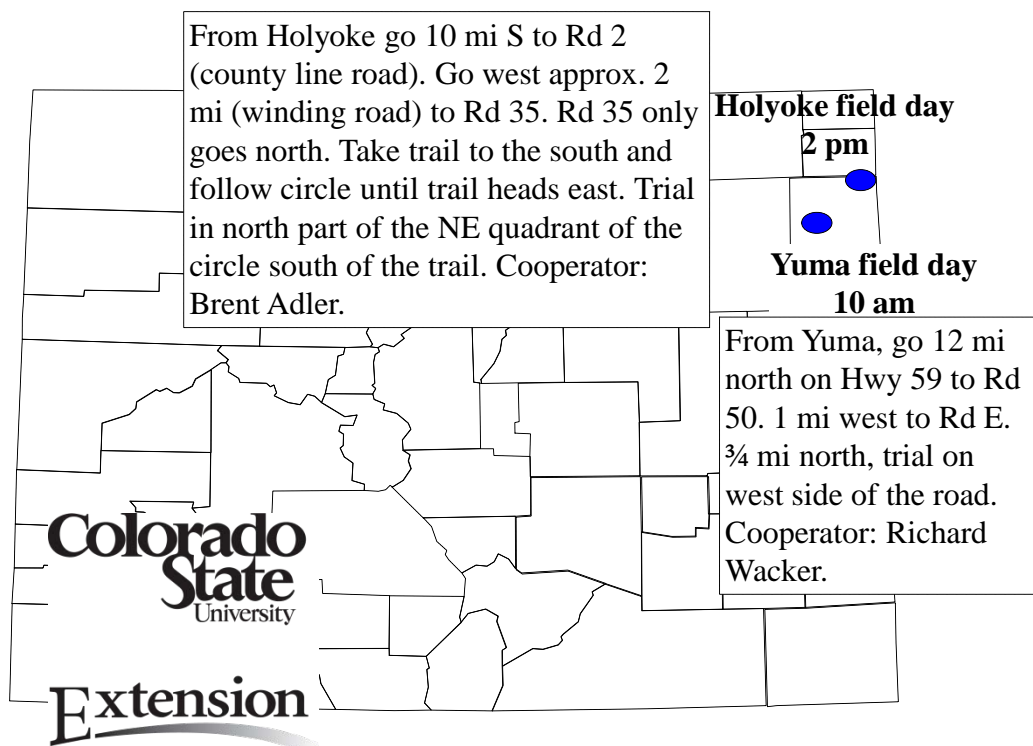 From Holyoke go 10 mi S to Rd 2
(county line road). Go west approx. 2
mi (winding road) to Rd 35. Rd 35 only
goes north. Take trail to the south and
follow circle until trail heads east. Trial
in north part of the NE quadrant of the
circle south of the trail. Cooperator:
Brent Adler.
Holyoke field day
2 pm
Yuma field day
10 am
From Yuma, go 12 mi
north on Hwy 59 to Rd
50. 1 mi west to Rd E.
¾ mi north, trial on
west side of the road.
Cooperator: Richard
Wacker.
Colorado
State
University
Extension